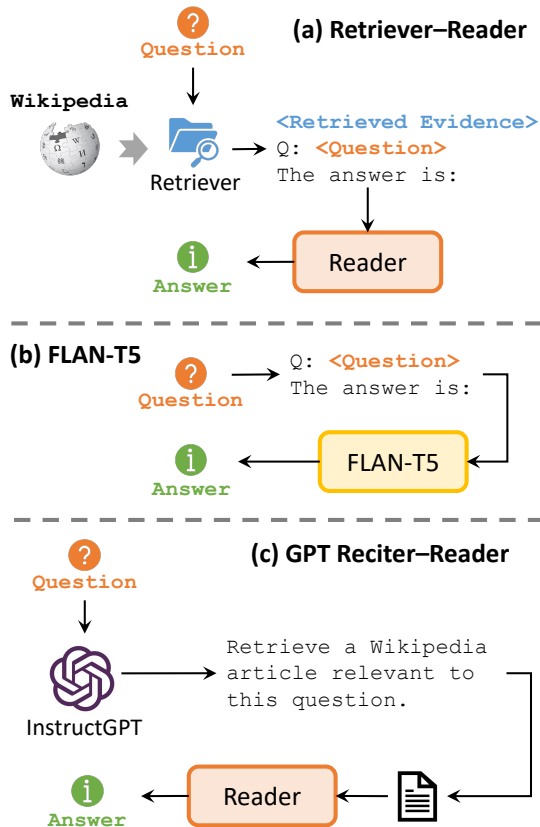 (a) Retriever–Reader
?
Question
Wikipedia
<Retrieved Evidence>
Q: <Question>
The answer is:
Retriever
Reader
i
Answer
(b) FLAN-T5
?
Question
Q: <Question>
The answer is:
FLAN-T5
i
Answer
(c) GPT Reciter–Reader
?
Question
Retrieve a Wikipedia
article relevant to
this question.
InstructGPT
Reader
i
Answer